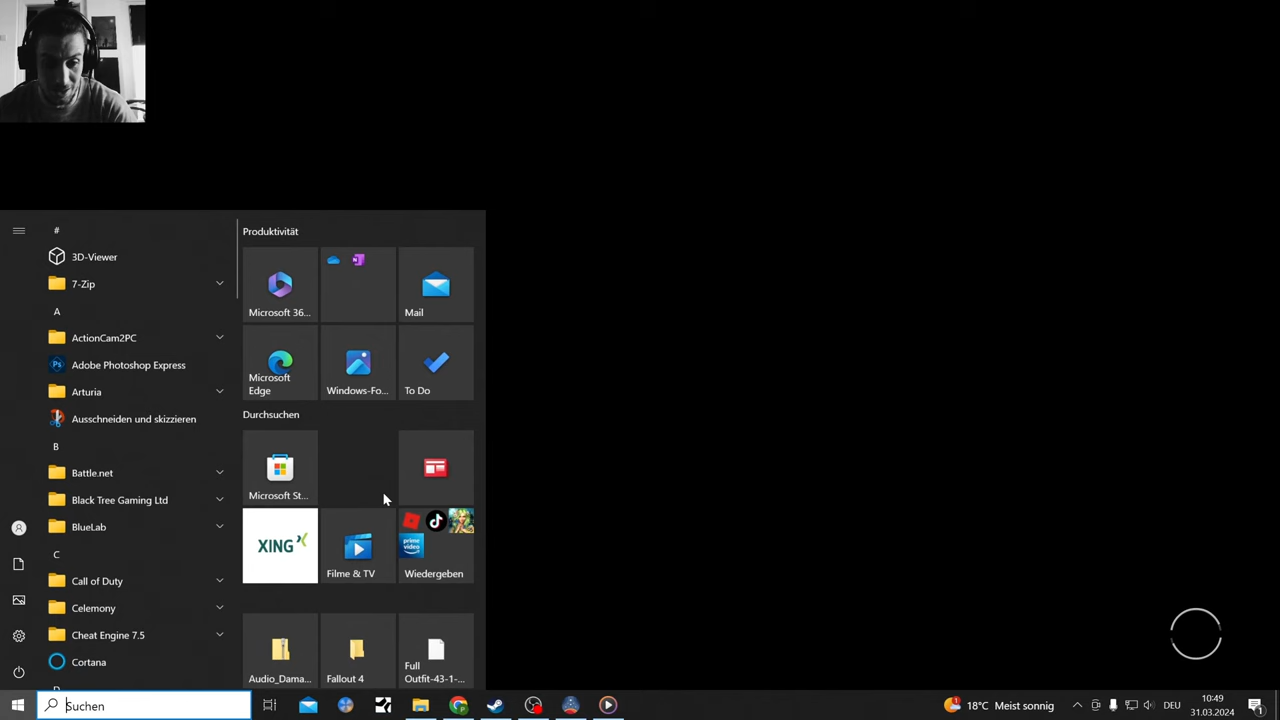 #
3D-Viewer
7-Zip
A
ActionCam2PC
Adobe Photoshop Express
Arturia
Ausschneiden und skizzieren
B
Battle.net
Black Tree Gaming Ltd
BlueLab
C
Call of Duty
Celemony
Cheat Engine 7.5
Cortana
Produktivität
Microsoft 36...
Mail
Microsoft
Edge
Windows-Fo...
To Do
Durchsuchen
Microsoft St...
XING
Filme & TV
prime
video
Wiedergeben
Audio_Dama...
Fallout 4
Full
Outfit-43-1-...
Suchen
18°C Meist sonnig
DEU
10:49
31.03.2024
1